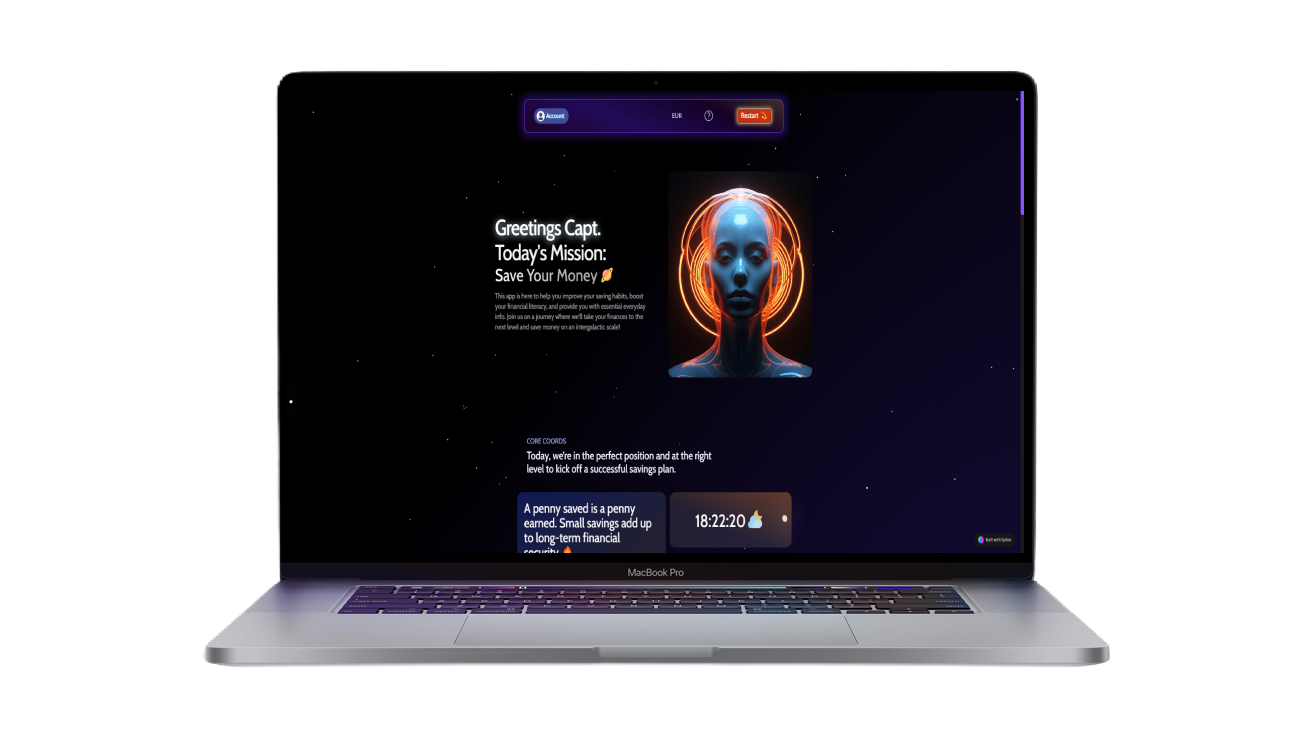 Account
EUR
?
Restart
Greetings Capt.
Today's Mission:
Save Your Money
This app is here to help you improve your saving habits, boost
your financial literacy, and provide you with essential everyday
info. Join us on a journey where we'll take your finances to the
next level and save money on an intergalactic scale!
CORE COORDS
Today, we're in the perfect position and at the right
level to kick off a successful savings plan.
A penny saved is a penny
earned. Small savings add up
to long-term financial
security
18:22:20
MacBook Pro